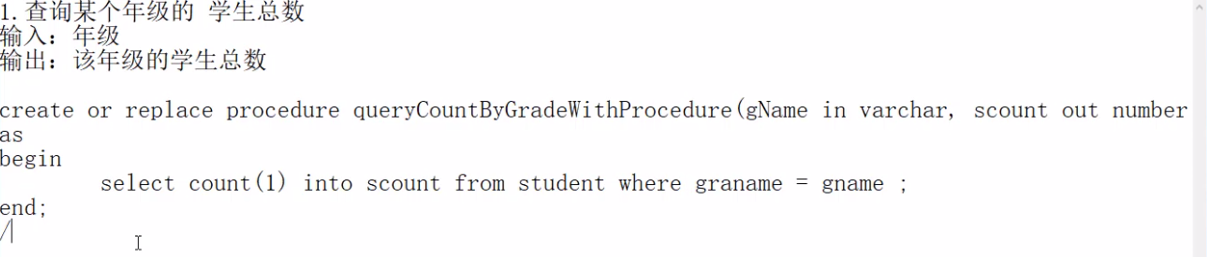 1.查询某个年级的 学生总数
输入：年级
输出：该年级的学生总数
create or replace procedure queryCountByGradeWithProcedure(gName in varchar, scount out number
as
begin
select count(1) into scount from student where graname = gname ;
end;
/